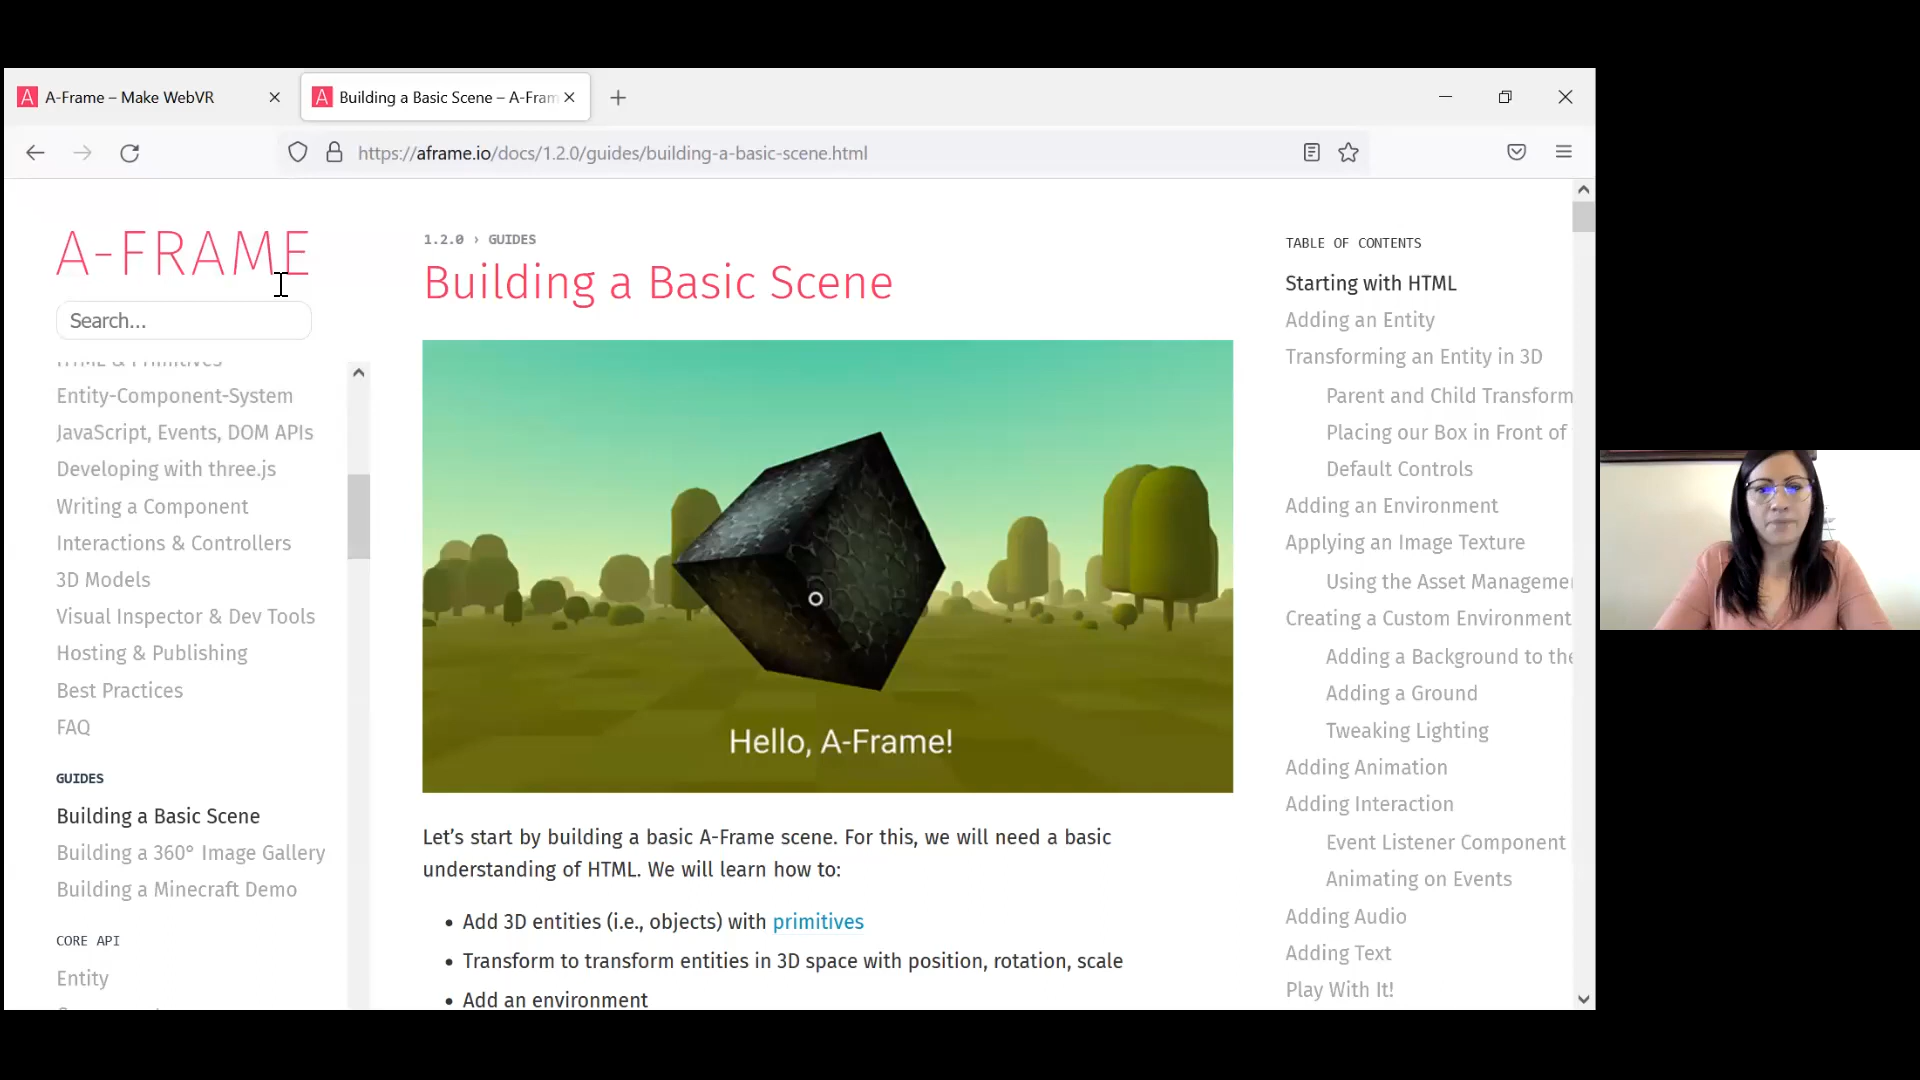 A-Frame – Make WebVR
Building a Basic Scene – A-Fram
https://aframe.io/docs/1.2.0/guides/building-a-basic-scene.html
A-FRAME
Search...
HTML & Primitives
Entity-Component-System
JavaScript, Events, DOM APIs
Developing with three.js
Writing a Component
Interactions & Controllers
3D Models
Visual Inspector & Dev Tools
Hosting & Publishing
Best Practices
FAQ
GUIDES
Building a Basic Scene
Building a 360° Image Gallery
Building a Minecraft Demo
CORE API
Entity
1.2.0 › GUIDES
Building a Basic Scene
Hello, A-Frame!
Let’s start by building a basic A-Frame scene. For this, we will need a basic
understanding of HTML. We will learn how to:
• Add 3D entities (i.e., objects) with primitives
• Transform to transform entities in 3D space with position, rotation, scale
• Add an environment
TABLE OF CONTENTS
Starting with HTML
Adding an Entity
Transforming an Entity in 3D
Parent and Child Transform
Placing our Box in Front of
Default Controls
Adding an Environment
Applying an Image Texture
Using the Asset Manageme
Creating a Custom Environment
Adding a Background to the
Adding a Ground
Tweaking Lighting
Adding Animation
Adding Interaction
Event Listener Component
Animating on Events
Adding Audio
Adding Text
Play With It!